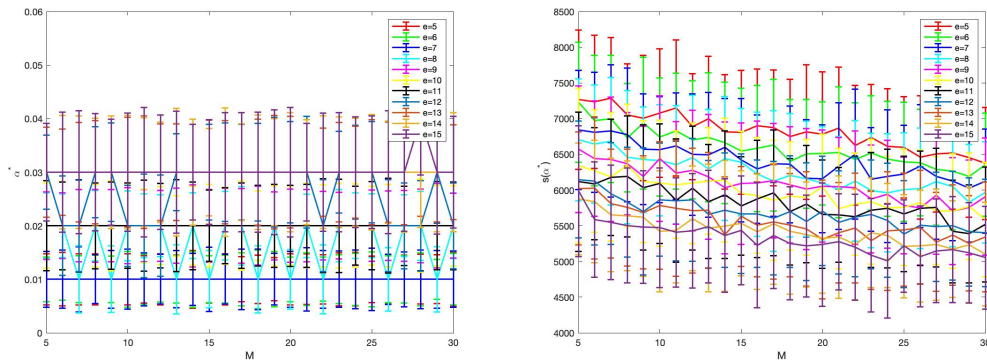 0.06
0.05
0.04
0.03
0.02
0.01
0
α*
5
10
15
20
25
30
M
e=5
e=6
e=7
e=8
e=9
e=10
e=11
e=12
e=13
e=14
e=15
8500
8000
7500
7000
6500
6000
5500
5000
4500
4000
s(α*)
5
10
15
20
25
30
M
e=5
e=6
e=7
e=8
e=9
e=10
e=11
e=12
e=13
e=14
e=15